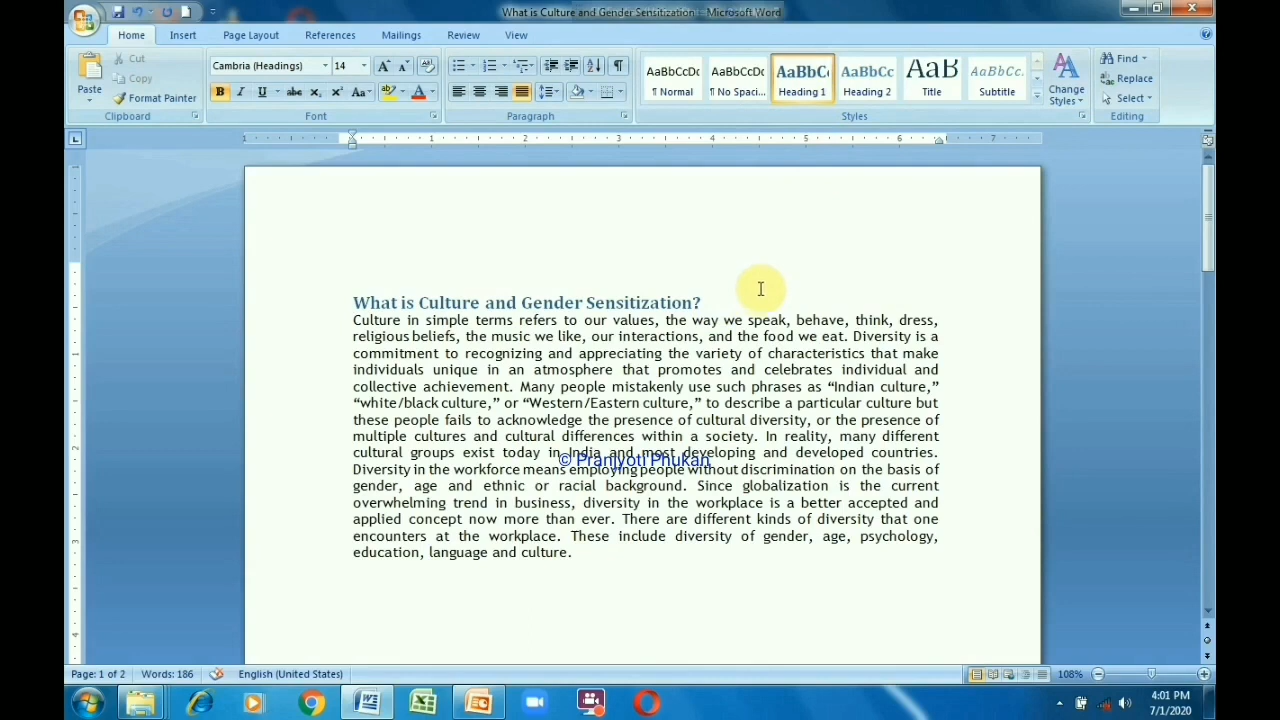 What is Culture and Gender Sensitization - Microsoft Word
Home Insert Page Layout References Mailings Review View
Cut
Copy
Paste
Format Painter
Clipboard
Cambria (Headings) 14
Font
Paragraph
AaBbCcDc AaBbCcDc AaBbC AaBbCc AaB AaBbCc.
¶ Normal ¶ No Spaci... Heading 1 Heading 2 Title Subtitle
Change
Styles
Styles
Find
Replace
Select
Editing
1 1 2 3 4 5 6 7
What is Culture and Gender Sensitization?
Culture in simple terms refers to our values, the way we speak, behave, think, dress,
religious beliefs, the music we like, our interactions, and the food we eat. Diversity is a
commitment to recognizing and appreciating the variety of characteristics that make
individuals unique in an atmosphere that promotes and celebrates individual and
collective achievement. Many people mistakenly use such phrases as “Indian culture,”
“white/black culture,” or “Western/Eastern culture,” to describe a particular culture but
these people fails to acknowledge the presence of cultural diversity, or the presence of
multiple cultures and cultural differences within a society. In reality, many different
cultural groups exist today in India and most developing and developed countries.
© Pranjyoti Phukan
Diversity in the workforce means employing people without discrimination on the basis of
gender, age and ethnic or racial background. Since globalization is the current
overwhelming trend in business, diversity in the workplace is a better accepted and
applied concept now more than ever. There are different kinds of diversity that one
encounters at the workplace. These include diversity of gender, age, psychology,
education, language and culture.
Page: 1 of 2 Words: 186 English (United States) 108%
4:01 PM
7/1/2020